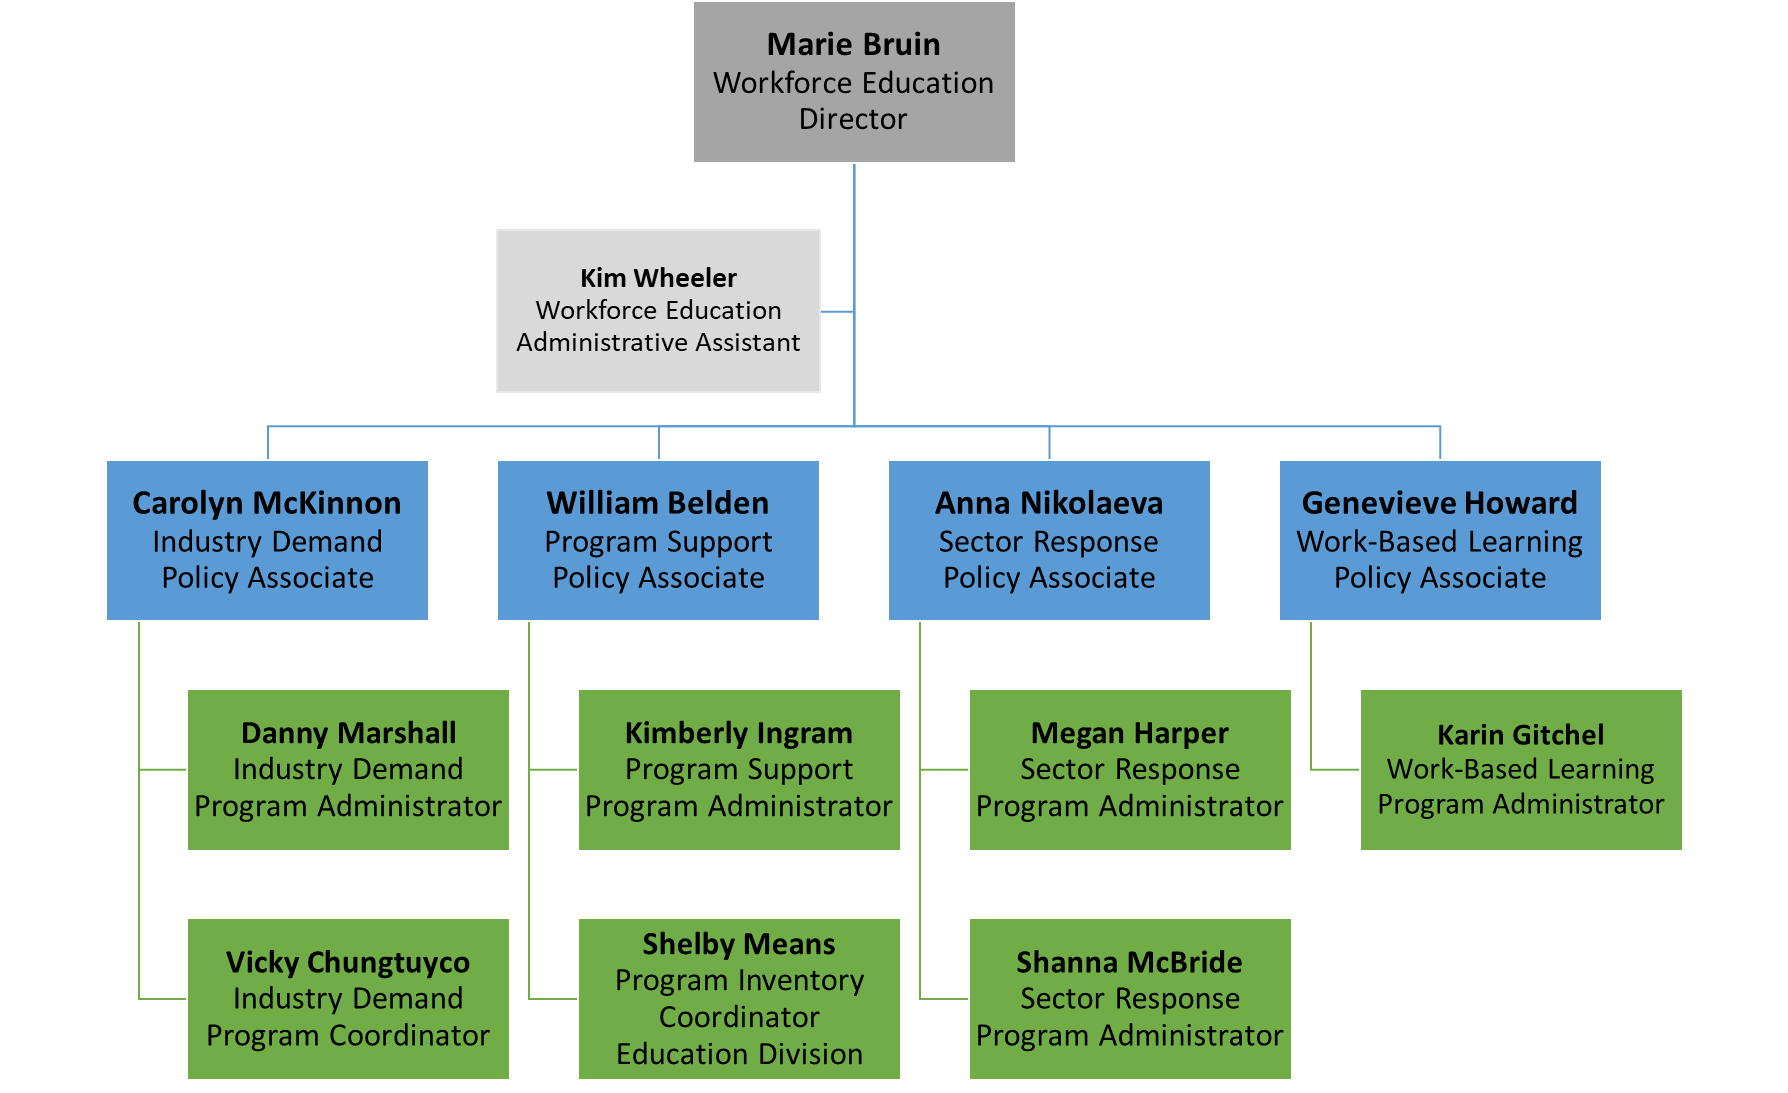 Marie Bruin
Workforce Education
Director
Kim Wheeler
Workforce Education
Administrative Assistant
Carolyn McKinnon
Industry Demand
Policy Associate
William Belden
Program Support
Policy Associate
Anna Nikolaeva
Sector Response
Policy Associate
Genevieve Howard
Work-Based Learning
Policy Associate
Danny Marshall
Industry Demand
Program Administrator
Kimberly Ingram
Program Support
Program Administrator
Megan Harper
Sector Response
Program Administrator
Karin Gitchel
Work-Based Learning
Program Administrator
Vicky Chungtuyco
Industry Demand
Program Coordinator
Shelby Means
Program Inventory
Coordinator
Education Division
Shanna McBride
Sector Response
Program Administrator